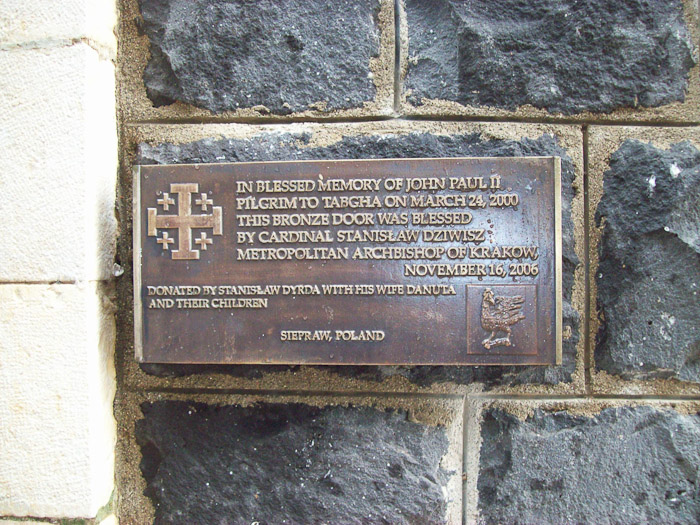 IN BLESSED MEMORY OF JOHN PAUL II
PILGRIM TO TABGHA ON MARCH 24, 2000
THIS BRONZE DOOR WAS BLESSED
BY CARDINAL STANISŁAW DZIWISZ
METROPOLITAN ARCHBISHOP OF KRAKOW,
NOVEMBER 16, 2006
DONATED BY STANISŁAW DYRDA WITH HIS WIFE DANUTA
AND THEIR CHILDREN
SIEPRAW, POLAND